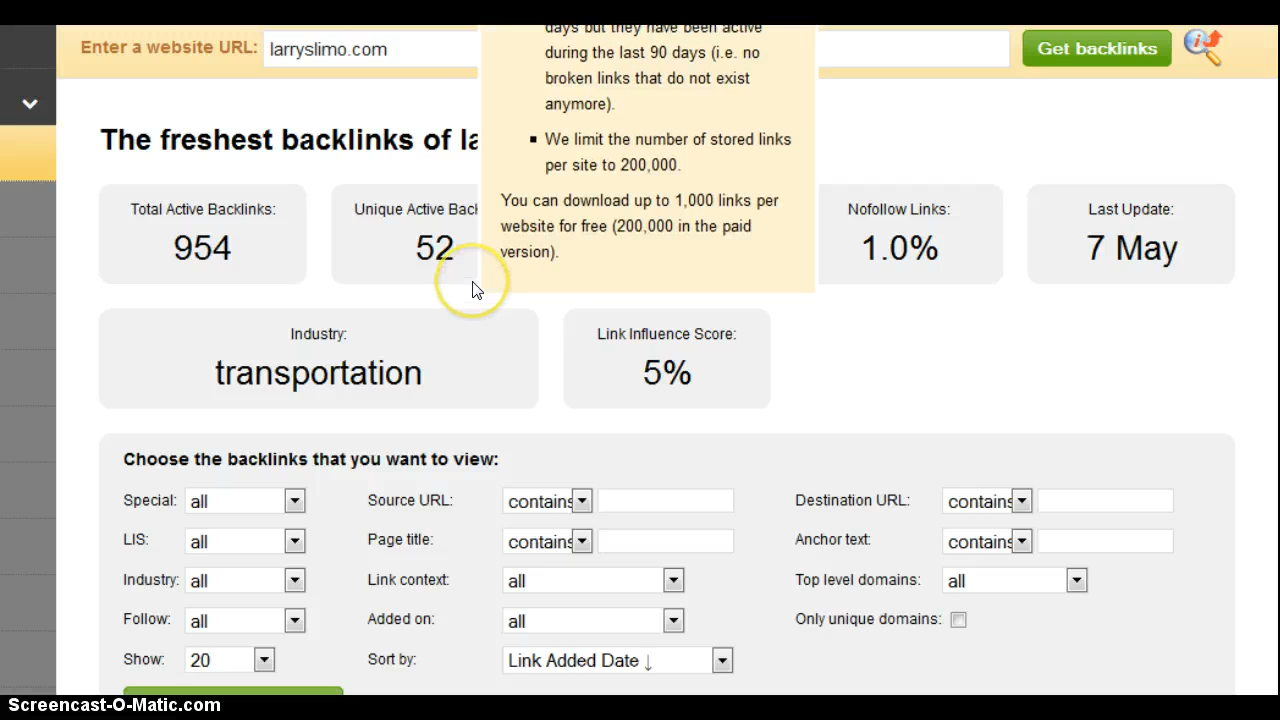 Enter a website URL: larryslimo.com
Get backlinks
days but they have been active
during the last 90 days (i.e. no
broken links that do not exist
anymore).
We limit the number of stored links
per site to 200,000.
You can download up to 1,000 links per
website for free (200,000 in the paid
version).
The freshest backlinks of la
Total Active Backlinks:
954
Unique Active Back
52
Nofollow Links:
1.0%
Last Update:
7 May
Industry:
transportation
Link Influence Score:
5%
Choose the backlinks that you want to view:
Special: all Source URL: contains Destination URL: contains
LIS: all Page title: contains Anchor text: contains
Industry: all Link context: all Top level domains: all
Follow: all Added on: all Only unique domains:
Show: 20 Sort by: Link Added Date ↓
Screencast-O-Matic.com